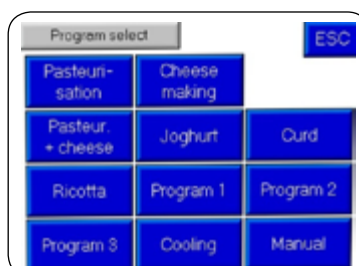 Program select
ESC
Pasteuri-
sation
Cheese
making
Pasteur.
+ cheese
Joghurt
Curd
Ricotta
Program 1
Program 2
Program 3
Cooling
Manual